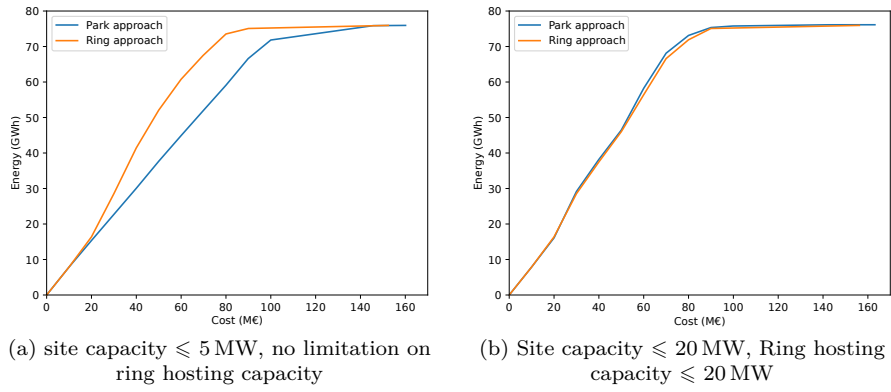 80
70
60
50
40
30
20
10
0
Energy (GWh)
Park approach
Ring approach
0 20 40 60 80 100 120 140 160
Cost (M€)
(a) site capacity ⩽ 5 MW, no limitation on
ring hosting capacity
80
70
60
50
40
30
20
10
0
Energy (GWh)
Park approach
Ring approach
0 20 40 60 80 100 120 140 160
Cost (M€)
(b) Site capacity ⩽ 20 MW, Ring hosting
capacity ⩽ 20 MW